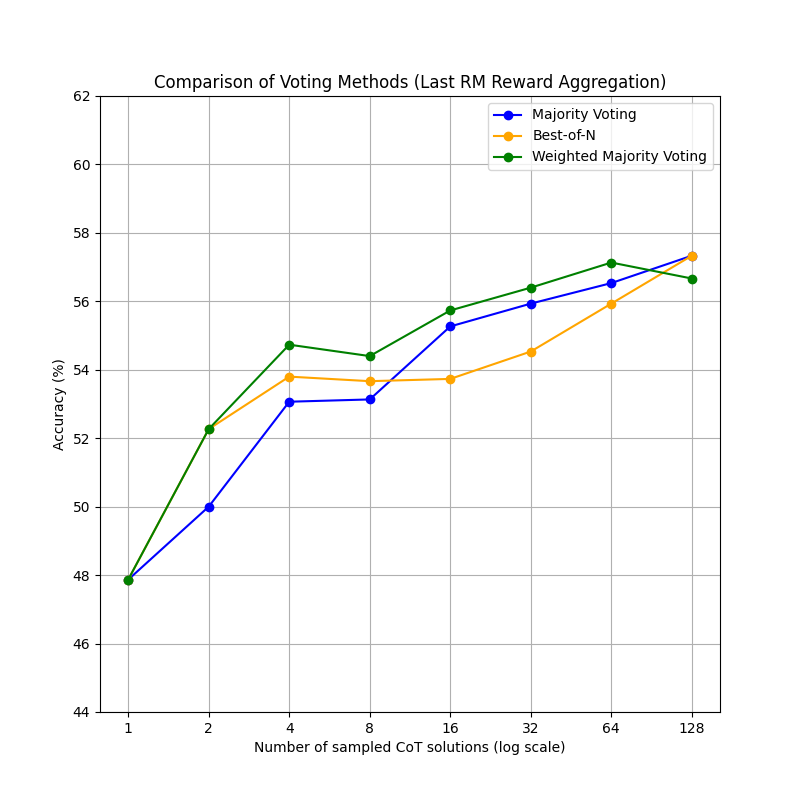 Comparison of Voting Methods (Last RM Reward Aggregation)
Majority Voting
Best-of-N
Weighted Majority Voting
Accuracy (%)
62
60
58
56
54
52
50
48
46
44
1 2 4 8 16 32 64 128
Number of sampled CoT solutions (log scale)